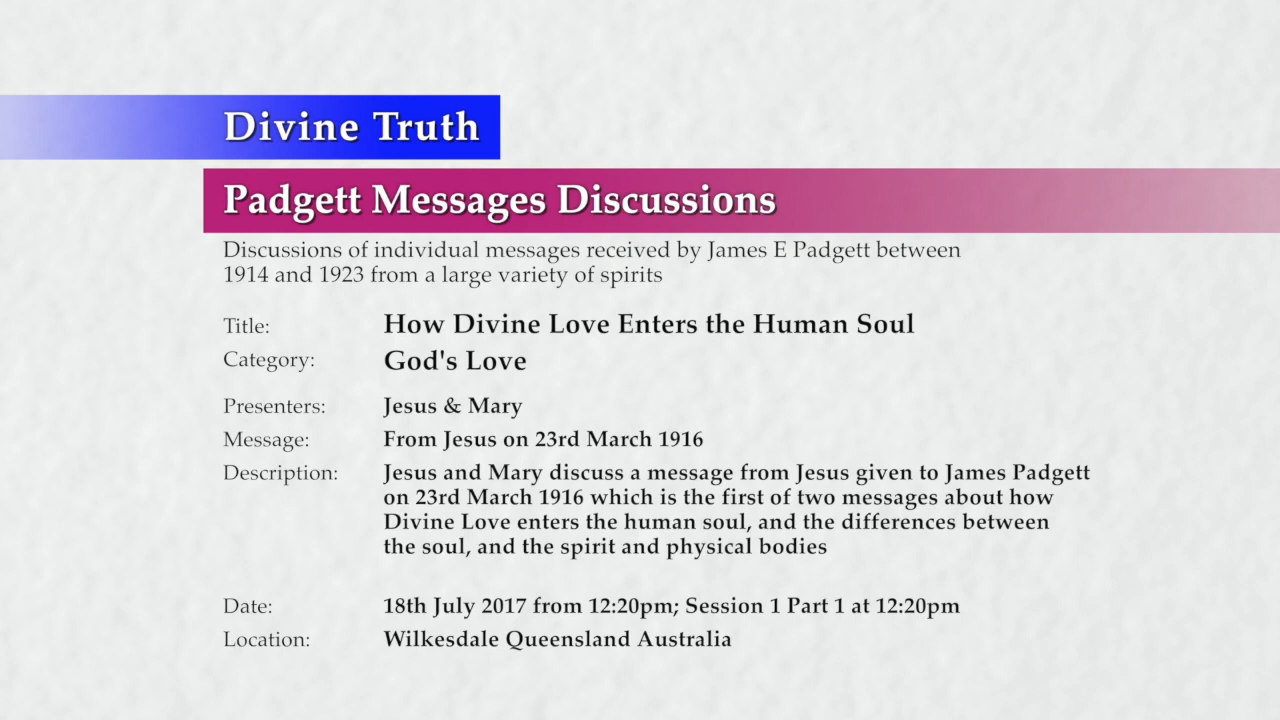 Divine Truth
Padgett Messages Discussions
Discussions of individual messages received by James E Padgett between
1914 and 1923 from a large variety of spirits
Title: How Divine Love Enters the Human Soul
Category: God's Love
Presenters: Jesus & Mary
Message: From Jesus on 23rd March 1916
Description: Jesus and Mary discuss a message from Jesus given to James Padgett
on 23rd March 1916 which is the first of two messages about how
Divine Love enters the human soul, and the differences between
the soul, and the spirit and physical bodies
Date: 18th July 2017 from 12:20pm; Session 1 Part 1 at 12:20pm
Location: Wilkesdale Queensland Australia